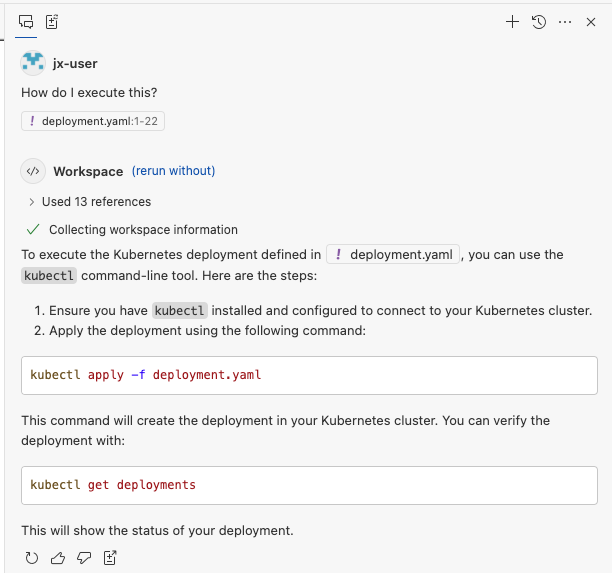 jx-user
How do I execute this?
! deployment.yaml:1-22
</> Workspace (rerun without)
> Used 13 references
Collecting workspace information
To execute the Kubernetes deployment defined in ! deployment.yaml , you can use the
kubectl command-line tool. Here are the steps:
1. Ensure you have kubectl installed and configured to connect to your Kubernetes cluster.
2. Apply the deployment using the following command:
kubectl apply -f deployment.yaml
This command will create the deployment in your Kubernetes cluster. You can verify the
deployment with:
kubectl get deployments
This will show the status of your deployment.